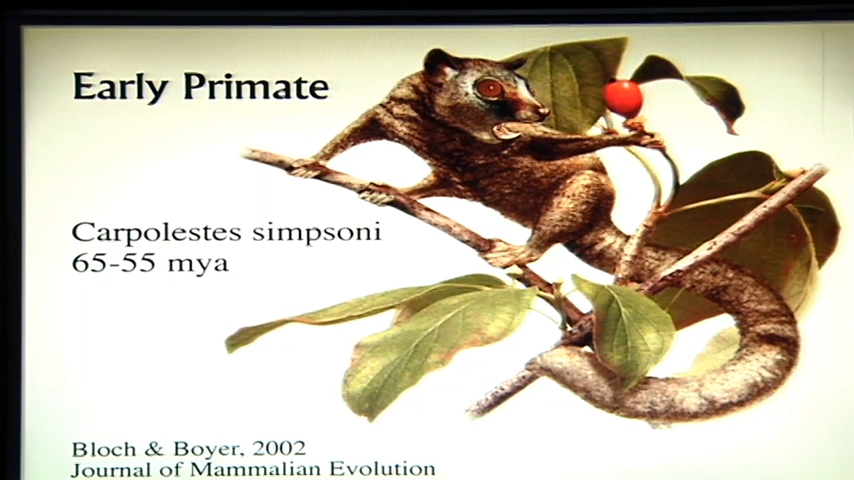 Early Primate
Carpolestes simpsoni
65-55 mya
Bloch & Boyer, 2002
Journal of Mammalian Evolution